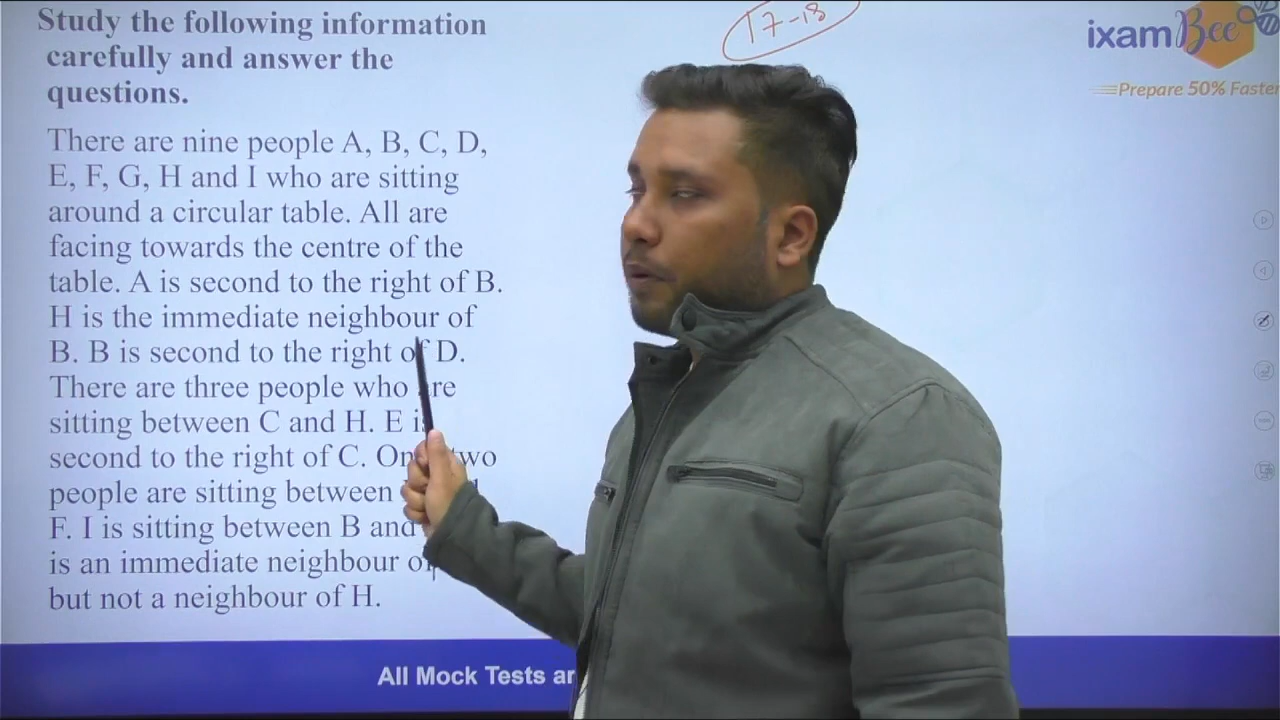 Study the following information
carefully and answer the
questions.
There are nine people A, B, C, D,
E, F, G, H and I who are sitting
around a circular table. All are
facing towards the centre of the
table. A is second to the right of B.
H is the immediate neighbour of
B. B is second to the right of D.
There are three people who are
sitting between C and H. E
second to the right of C. two
people are sitting between
F. I is sitting between B and
is an immediate neighbour
but not a neighbour of H.
17-18
ixamBee
Prepare 50% Faster
All Mock Tests